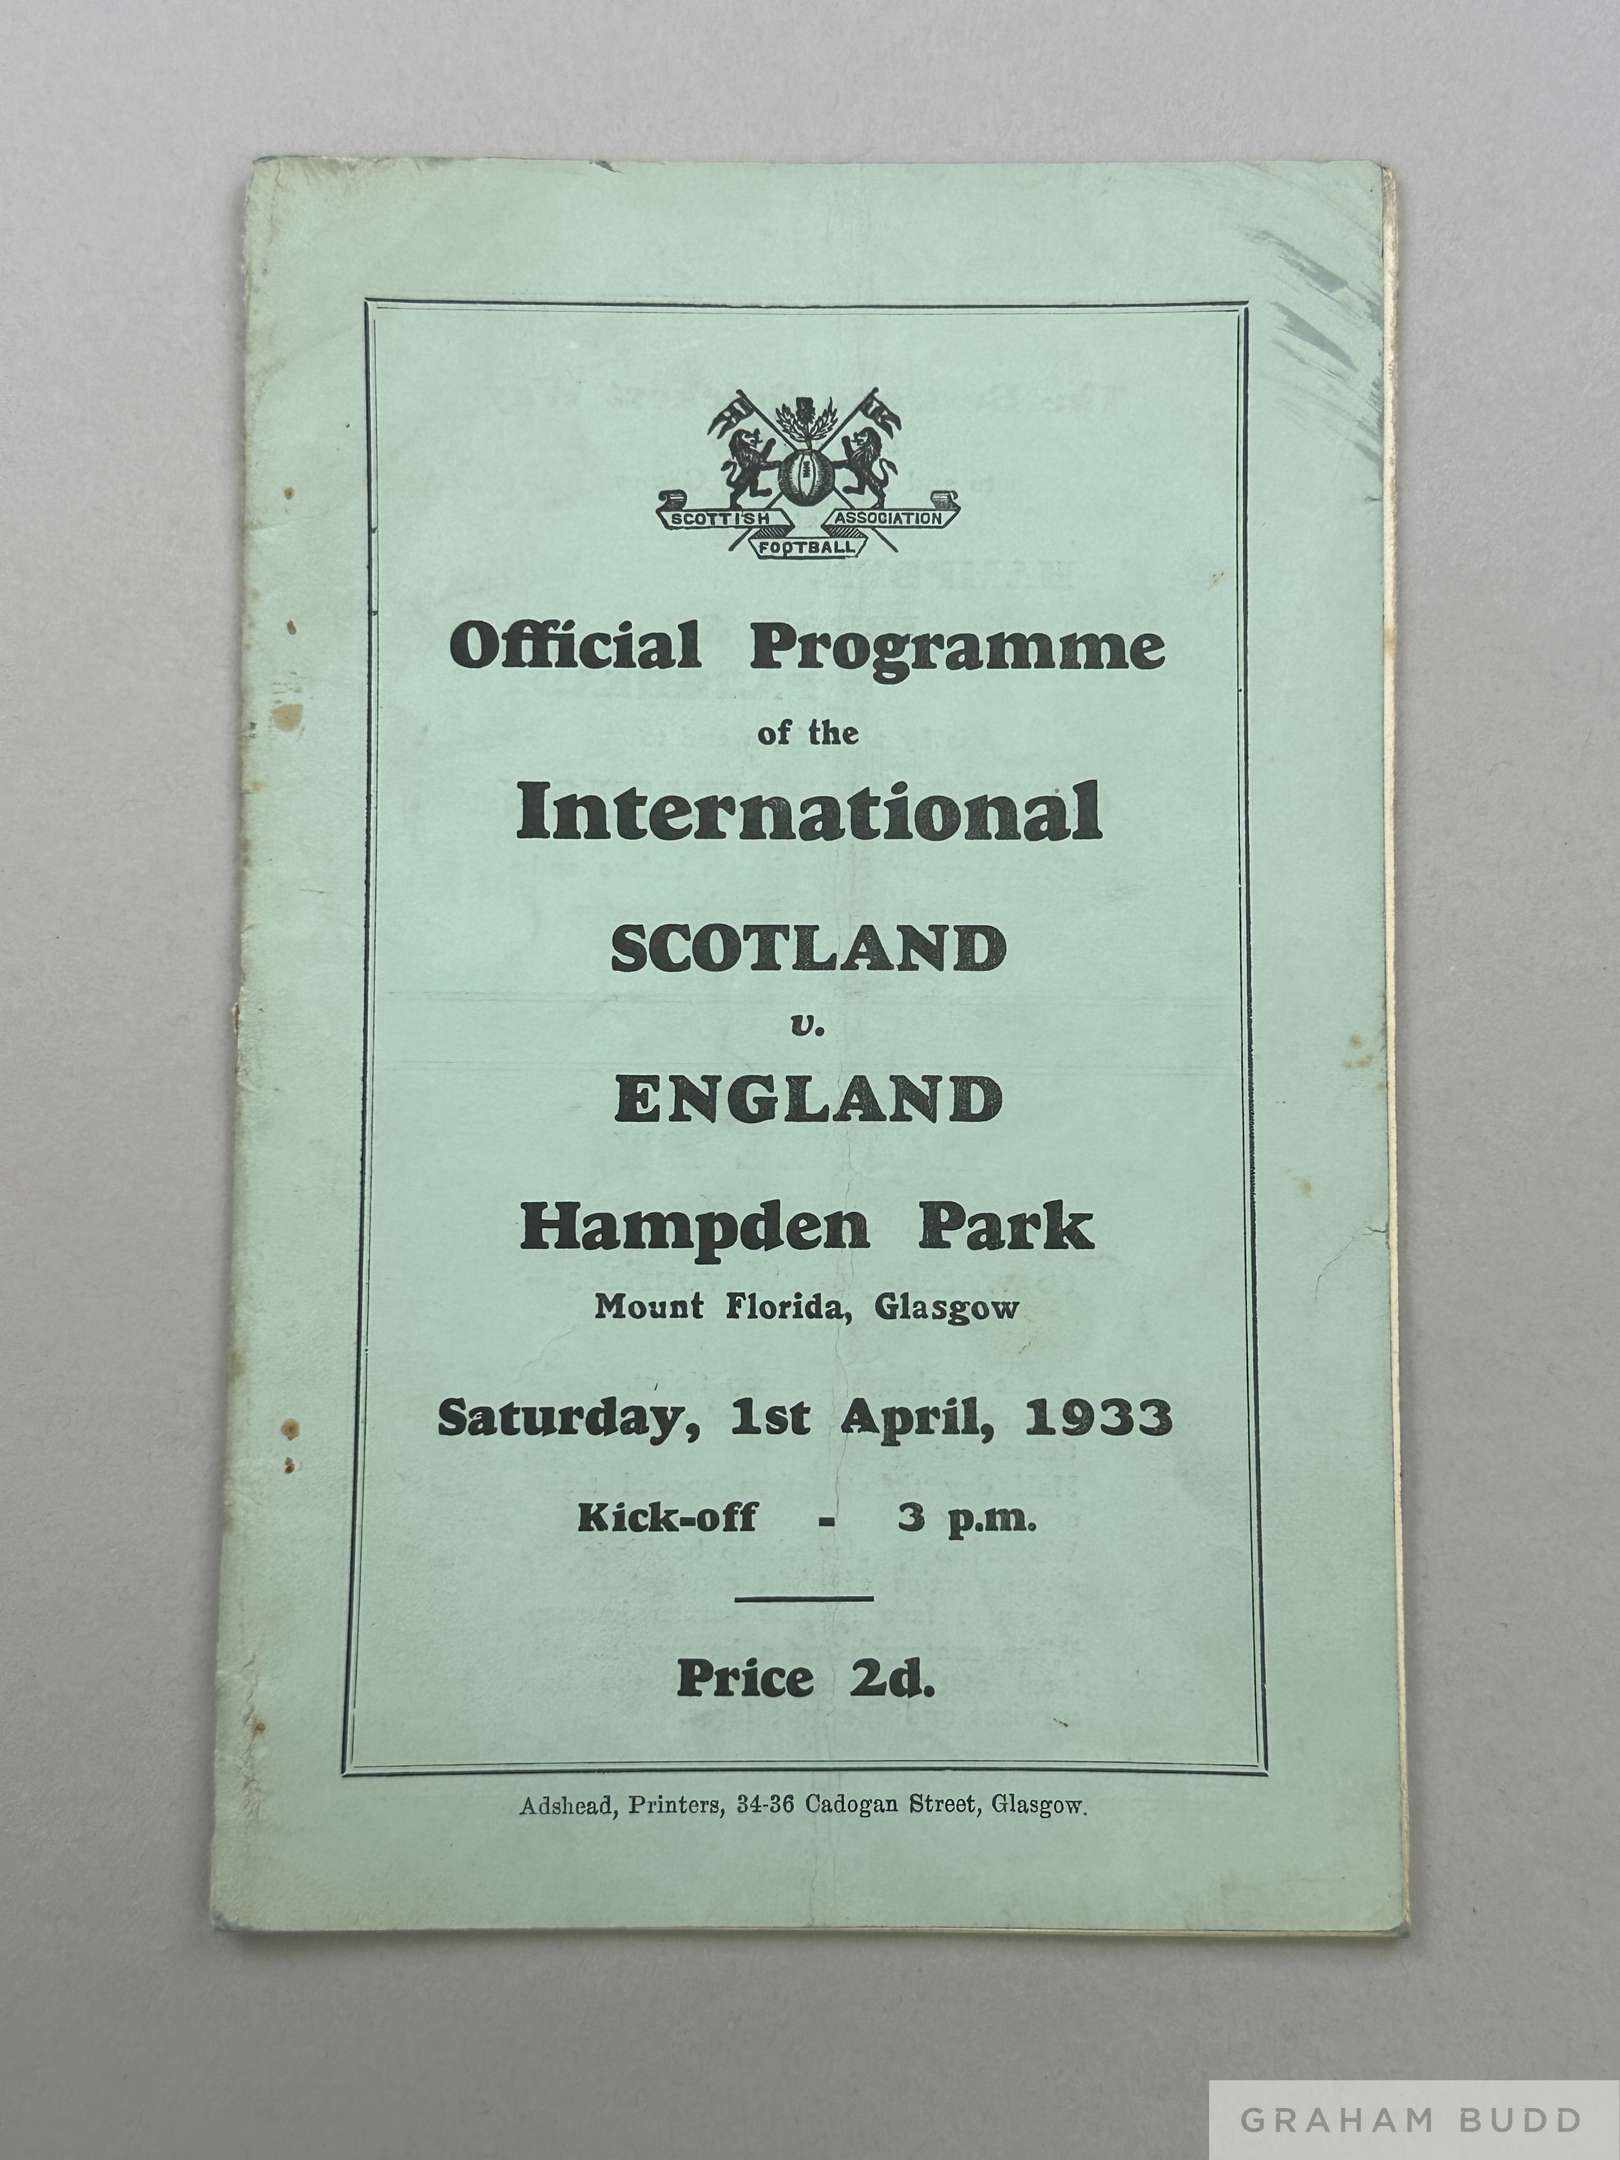 SCOTTISH ASSOCIATION
FOOTBALL
Official Programme
of the
International
SCOTLAND
v.
ENGLAND
Hampden Park
Mount Florida, Glasgow
Saturday, 1st April, 1933
Kick-off - 3 p.m.
Price 2d.
Adshead, Printers, 34-36 Cadogan Street, Glasgow.
GRAHAM BUDD